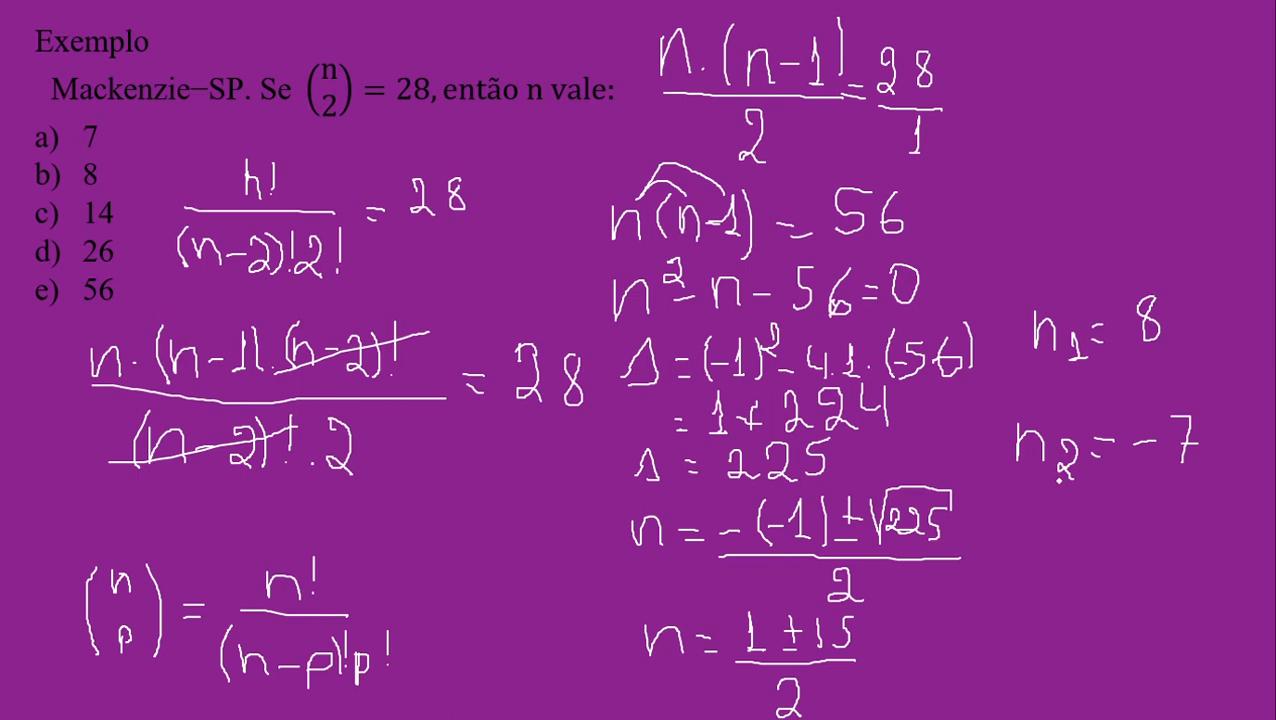 Exemplo
Mackenzie–SP. Se (n 2) = 28, então n vale:
a) 7
b) 8
c) 14
d) 26
e) 56
n! / (n-2)!2! = 28
n.(n-1).(n-2)! / (n-2)!.2 = 28
(n p) = n! / (n-p)!p!
n.(n-1) / 2 = 28 / 1
n(n-1) = 56
n² - n - 56 = 0
Δ = (-1)² - 4.1.(-56)
= 1 + 224
Δ = 225
n = -(-1) ± √225 / 2
n = 1 ± 15 / 2
n₁ = 8
n₂ = -7